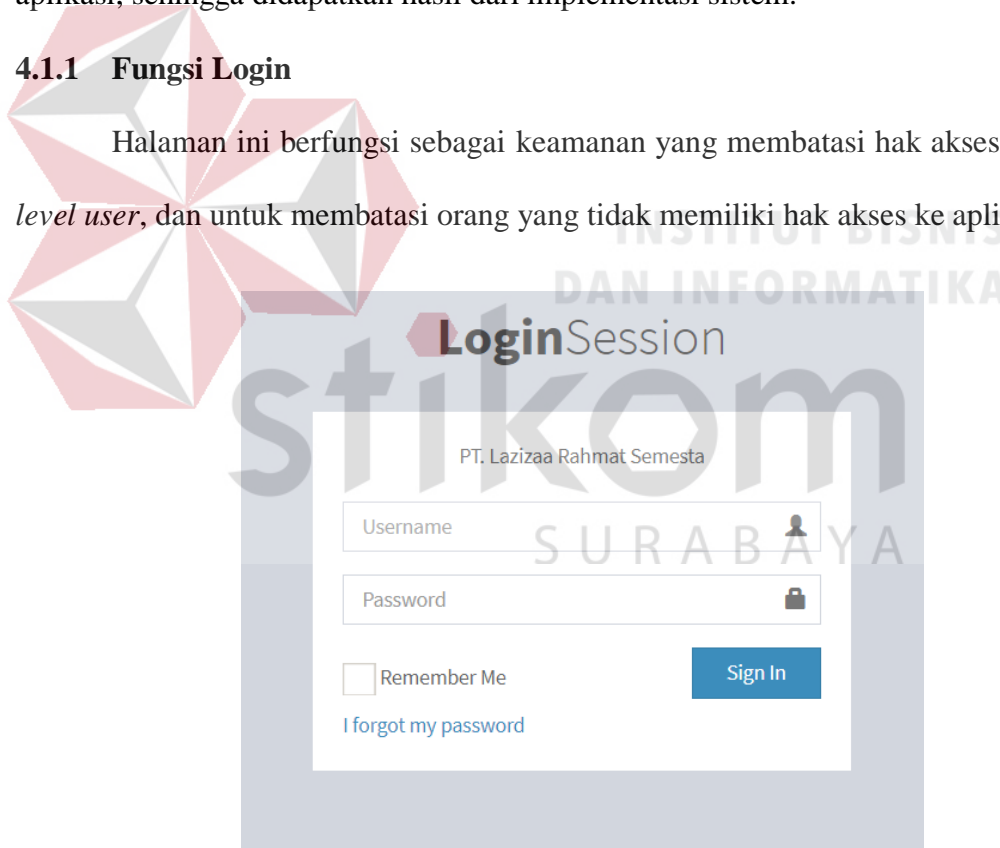 aplikasi, sehingga didapatkan hasil dari implementasi sistem.
4.1.1 Fungsi Login
Halaman ini berfungsi sebagai keamanan yang membatasi hak akses
level user, dan untuk membatasi orang yang tidak memiliki hak akses ke apli
INSTITUT BISNIS
DAN INFORMATIKA
LoginSession
stikom
PT. Lazizaa Rahmat Semesta
Username
SURABAYA
Password
Remember Me
Sign In
I forgot my password